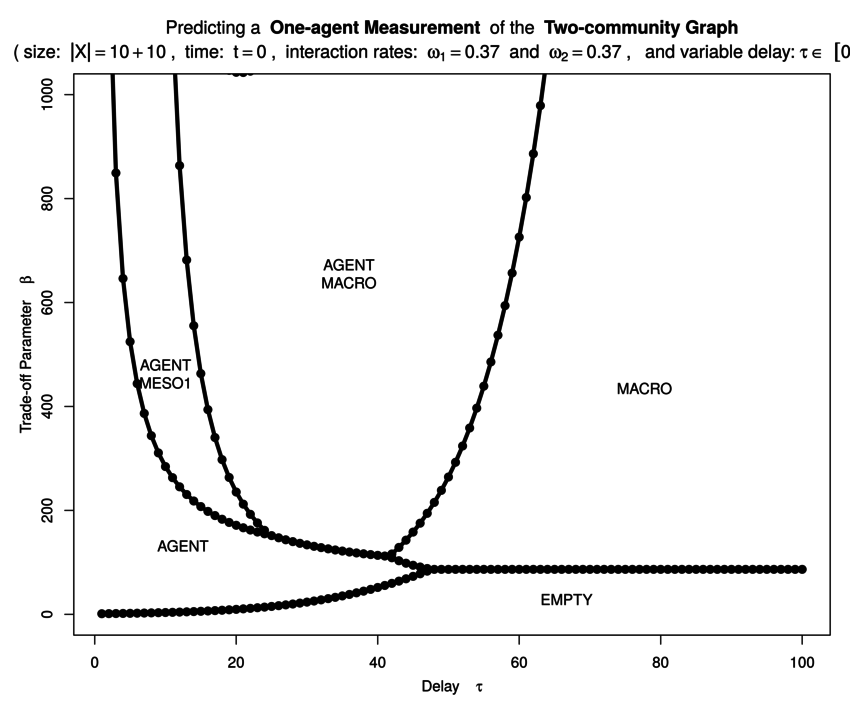 Predicting a One-agent Measurement of the Two-community Graph
( size: |X| = 10 + 10 , time: t = 0 , interaction rates: ω1 = 0.37 and ω2 = 0.37 , and variable delay: τ ∈ [0
1000
800
600
400
200
0
Trade-off Parameter β
AGENT
MACRO
AGENT
MESO1
MACRO
AGENT
EMPTY
0 20 40 60 80 100
Delay τ